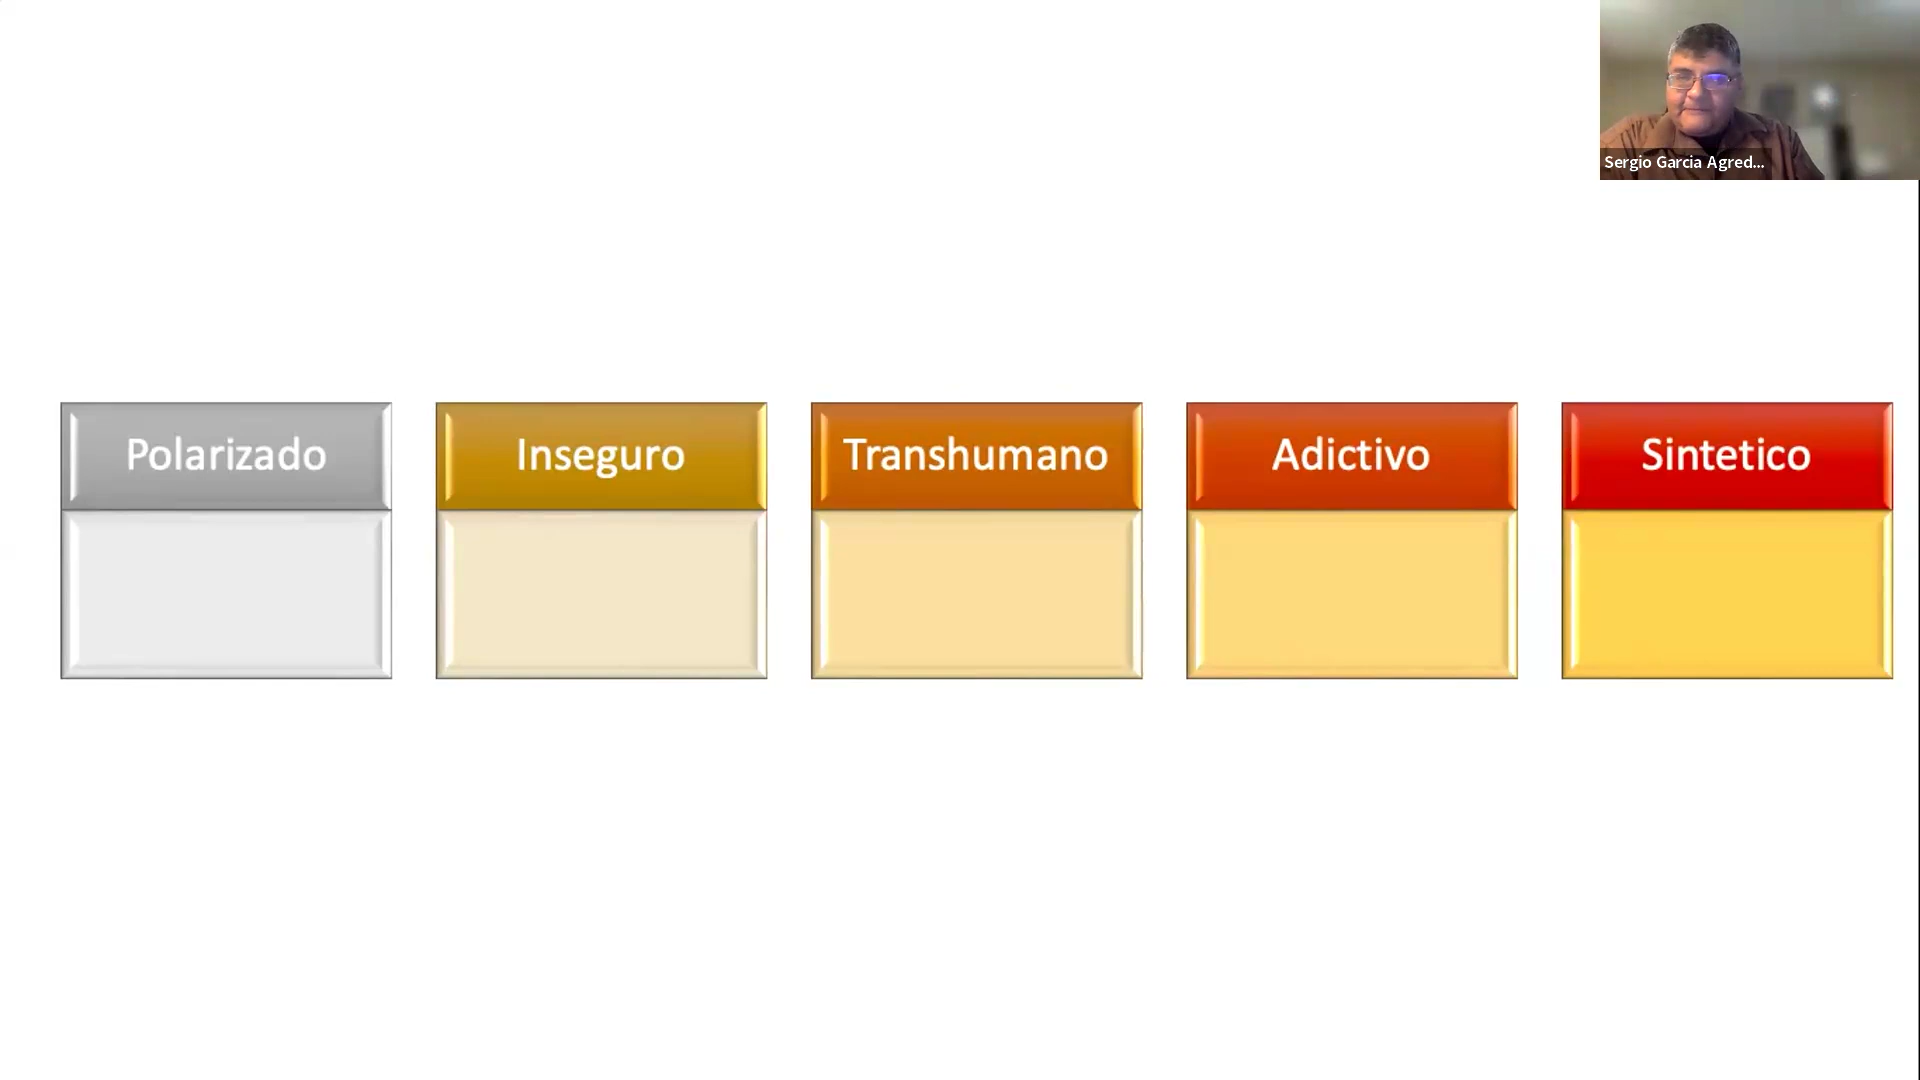 Sergio Garcia Agred...
Polarizado
Inseguro
Transhumano
Adictivo
Sintetico